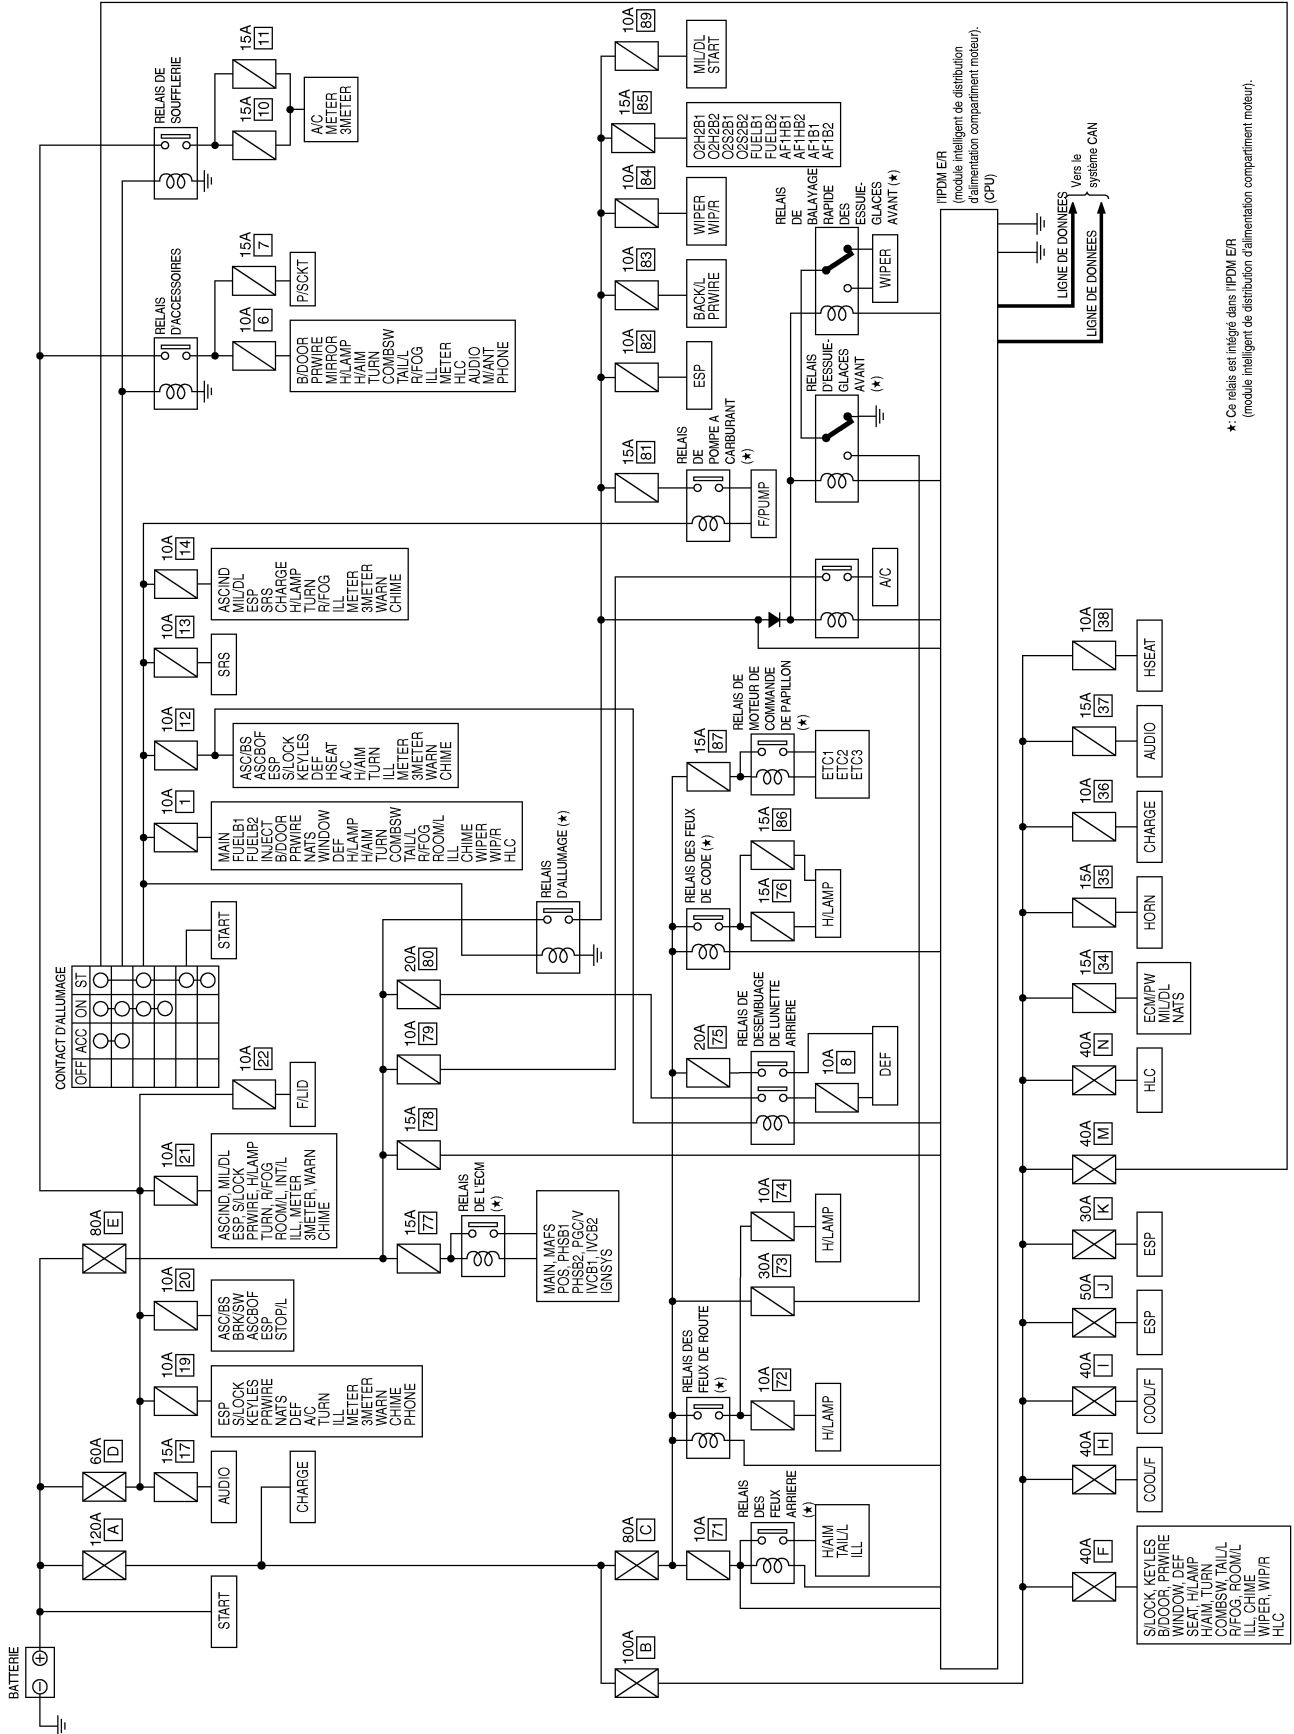 BATTERIE
START
120A
A
CHARGE
60A
D
15A
17
AUDIO
10A
19
ESP
S/LOCK
KEYLES
PRWIRE
NATS
DEF
A/C
TURN
ILL
METER
3METER
WARN
CHIME
PHONE
10A
20
ASC/BS
BRK/SW
ASCBOF
ESP
STOP/L
80A
E
10A
21
ASCIND, MIL/DL
ESP, S/LOCK
PRWIRE, H/LAMP
TURN, R/FOG
ROOM/L, INT/L
ILL, METER
3METER, WARN
CHIME
10A
22
F/LID
CONTACT D'ALLUMAGE
OFF
ACC
ON
ST
START
10A
1
MAIN
FUELB1
FUELB2
INJECT
B/DOOR
PRWIRE
NATS
WINDOW
DEF
H/LAMP
H/AIM
TURN
COMBSW
TAIL/L
R/FOG
ROOM/L
ILL
CHIME
WIPER
WIP/R
HLC
10A
12
ASC/BS
ASCBOF
ESP
S/LOCK
KEYLES
DEF
HSEAT
A/C
H/AIM
TURN
ILL
METER
3METER
WARN
CHIME
10A
13
SRS
10A
14
ASCIND
MIL/DL
ESP
SRS
CHARGE
H/LAMP
TURN
R/FOG
ILL
METER
3METER
WARN
CHIME
RELAIS
D'ACCESSOIRES
10A
6
B/DOOR
PRWIRE
MIRROR
H/LAMP
H/AIM
TURN
COMBSW
TAIL/L
R/FOG
ILL
METER
HLC
AUDIO
M/ANT
PHONE
15A
7
P/SCKT
RELAIS DE
SOUFFLERIE
15A
10
15A
11
A/C
METER
3METER
15A
77
RELAIS
DE L'ECM
(★)
MAIN, MAFS
POS, PHSB1
PHSB2, PGC/V
IVCB1, IVCB2
IGNSYS
15A
78
10A
79
20A
80
RELAIS
D'ALLUMAGE (★)
15A
81
RELAIS
DE
POMPE A
CARBURANT
(★)
F/PUMP
10A
82
ESP
10A
83
BACK/L
PRWIRE
10A
84
WIPER
WIP/R
15A
85
O2H2B1
O2H2B2
O2S2B1
O2S2B2
FUELB1
FUELB2
AF1HB1
AF1HB2
AF1B1
AF1B2
10A
89
MIL/DL
START
100A
B
80A
C
10A
71
RELAIS
DES
FEUX
ARRIERE
(★)
H/AIM
TAIL/L
ILL
RELAIS DES
FEUX DE ROUTE
(★)
10A
72
H/LAMP
30A
73
10A
74
H/LAMP
20A
75
RELAIS DE
DESEMBUAGE
DE LUNETTE
ARRIERE
10A
8
DEF
RELAIS DES FEUX
DE CODE (★)
15A
76
15A
86
H/LAMP
15A
87
RELAIS DE
MOTEUR DE
COMMANDE
DE PAPILLON
(★)
ETC1
ETC2
ETC3
A/C
RELAIS
D'ESSUIE-
GLACES
AVANT
(★)
RELAIS
DE
BALAYAGE
RAPIDE
DES
ESSUIE-
GLACES
AVANT (★)
WIPER
l'IPDM E/R
(module intelligent de distribution
d'alimentation compartiment moteur).
(CPU)
LIGNE DE DONNEES
LIGNE DE DONNEES
Vers le
système CAN
40A
F
S/LOCK, KEYLES
B/DOOR, PRWIRE
WINDOW, DEF
SEAT, H/LAMP
H/AIM, TURN
COMBSW, TAIL/L
R/FOG, ROOM/L
ILL, CHIME
WIPER, WIP/R
HLC
40A
H
COOL/F
40A
I
COOL/F
50A
J
ESP
30A
K
ESP
40A
M
40A
N
HLC
15A
34
ECM/PW
MIL/DL
NATS
15A
35
HORN
10A
36
CHARGE
15A
37
AUDIO
10A
38
HSEAT
★: Ce relais est intégré dans l'IPDM E/R
(module intelligent de distribution d'alimentation compartiment moteur).